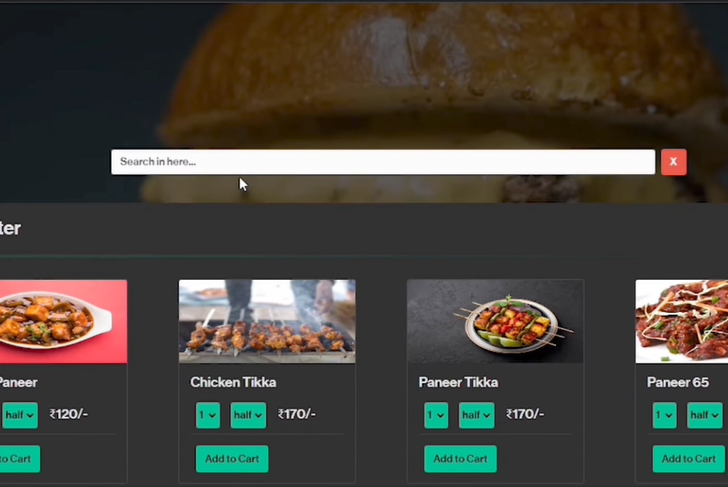 Search in here...
X
ter
Paneer
Chicken Tikka
Paneer Tikka
Paneer 65
half ₹120/-
1 half ₹170/-
1 half ₹170/-
1 half
to Cart
Add to Cart
Add to Cart
Add to Cart